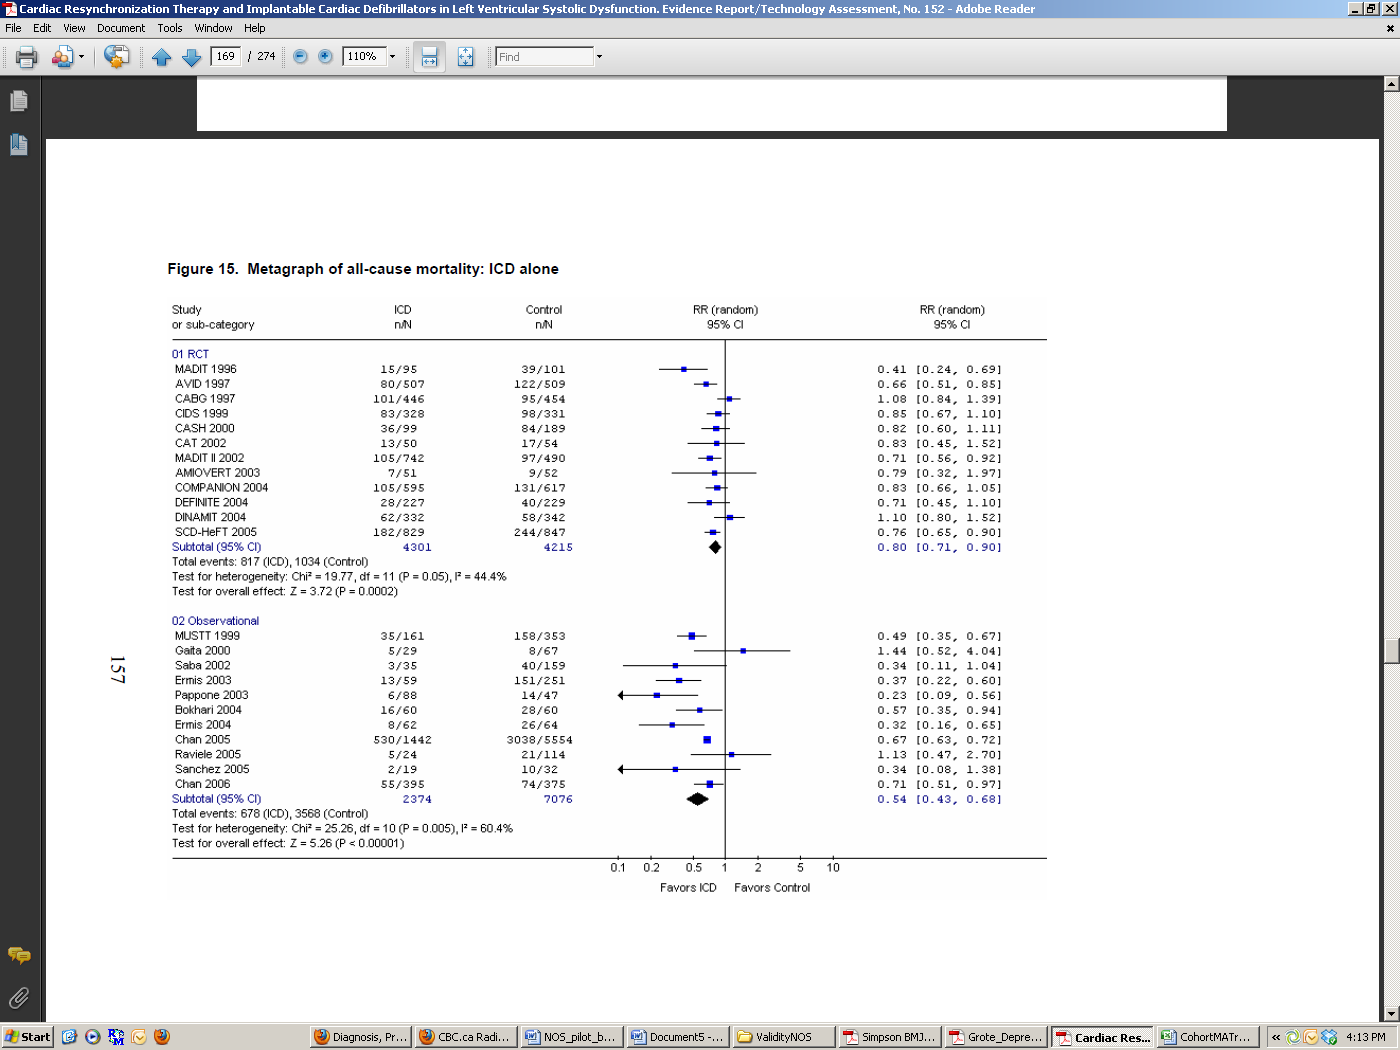 Cardiac Resynchronization Therapy and Implantable Cardiac Defibrillators in Left Ventricular Systolic Dysfunction. Evidence Report/Technology Assessment, No. 152 - Adobe Reader
File Edit View Document Tools Window Help
169 / 274 110% Find
Figure 15. Metagraph of all-cause mortality: ICD alone
Study ICD Control RR (random) RR (random)
or sub-category n/N n/N 95% CI 95% CI
01 RCT
MADIT 1996 15/95 39/101 0.41 [0.24, 0.69]
AVID 1997 80/507 122/509 0.66 [0.51, 0.85]
CABG 1997 101/446 95/454 1.08 [0.84, 1.39]
CIDS 1999 83/328 98/331 0.85 [0.67, 1.10]
CASH 2000 36/99 84/189 0.82 [0.60, 1.11]
CAT 2002 13/50 17/54 0.83 [0.45, 1.52]
MADIT II 2002 105/742 97/490 0.71 [0.56, 0.92]
AMIOVERT 2003 7/51 9/52 0.79 [0.32, 1.97]
COMPANION 2004 105/595 131/617 0.83 [0.66, 1.05]
DEFINITE 2004 28/227 40/229 0.71 [0.45, 1.10]
DINAMIT 2004 62/332 58/342 1.10 [0.80, 1.52]
SCD-HeFT 2005 182/829 244/847 0.76 [0.65, 0.90]
Subtotal (95% CI) 4301 4215 0.80 [0.71, 0.90]
Total events: 817 (ICD), 1034 (Control)
Test for heterogeneity: Chi² = 19.77, df = 11 (P = 0.05), I² = 44.4%
Test for overall effect: Z = 3.72 (P = 0.0002)
02 Observational
MUSTT 1999 35/161 158/353 0.49 [0.35, 0.67]
Gaita 2000 5/29 8/67 1.44 [0.52, 4.04]
Saba 2002 3/35 40/159 0.34 [0.11, 1.04]
Ermis 2003 13/59 151/251 0.37 [0.22, 0.60]
Pappone 2003 6/88 14/47 0.23 [0.09, 0.56]
Bokhari 2004 16/60 28/60 0.57 [0.35, 0.94]
Ermis 2004 8/62 26/64 0.32 [0.16, 0.65]
Chan 2005 530/1442 3038/5554 0.67 [0.63, 0.72]
Raviele 2005 5/24 21/114 1.13 [0.47, 2.70]
Sanchez 2005 2/19 10/32 0.34 [0.08, 1.38]
Chan 2006 55/395 74/375 0.71 [0.51, 0.97]
Subtotal (95% CI) 2374 7076 0.54 [0.43, 0.68]
Total events: 678 (ICD), 3568 (Control)
Test for heterogeneity: Chi² = 25.26, df = 10 (P = 0.005), I² = 60.4%
Test for overall effect: Z = 5.26 (P < 0.00001)
0.1 0.2 0.5 1 2 5 10
Favors ICD Favors Control
157
Start Diagnosis, Pr... CBC.ca Radi... NOS_pilot_b... Document5 -... ValidityNOS Simpson BMJ... Grote_Depre... Cardiac Res... CohortMATr... « 4:13 PM